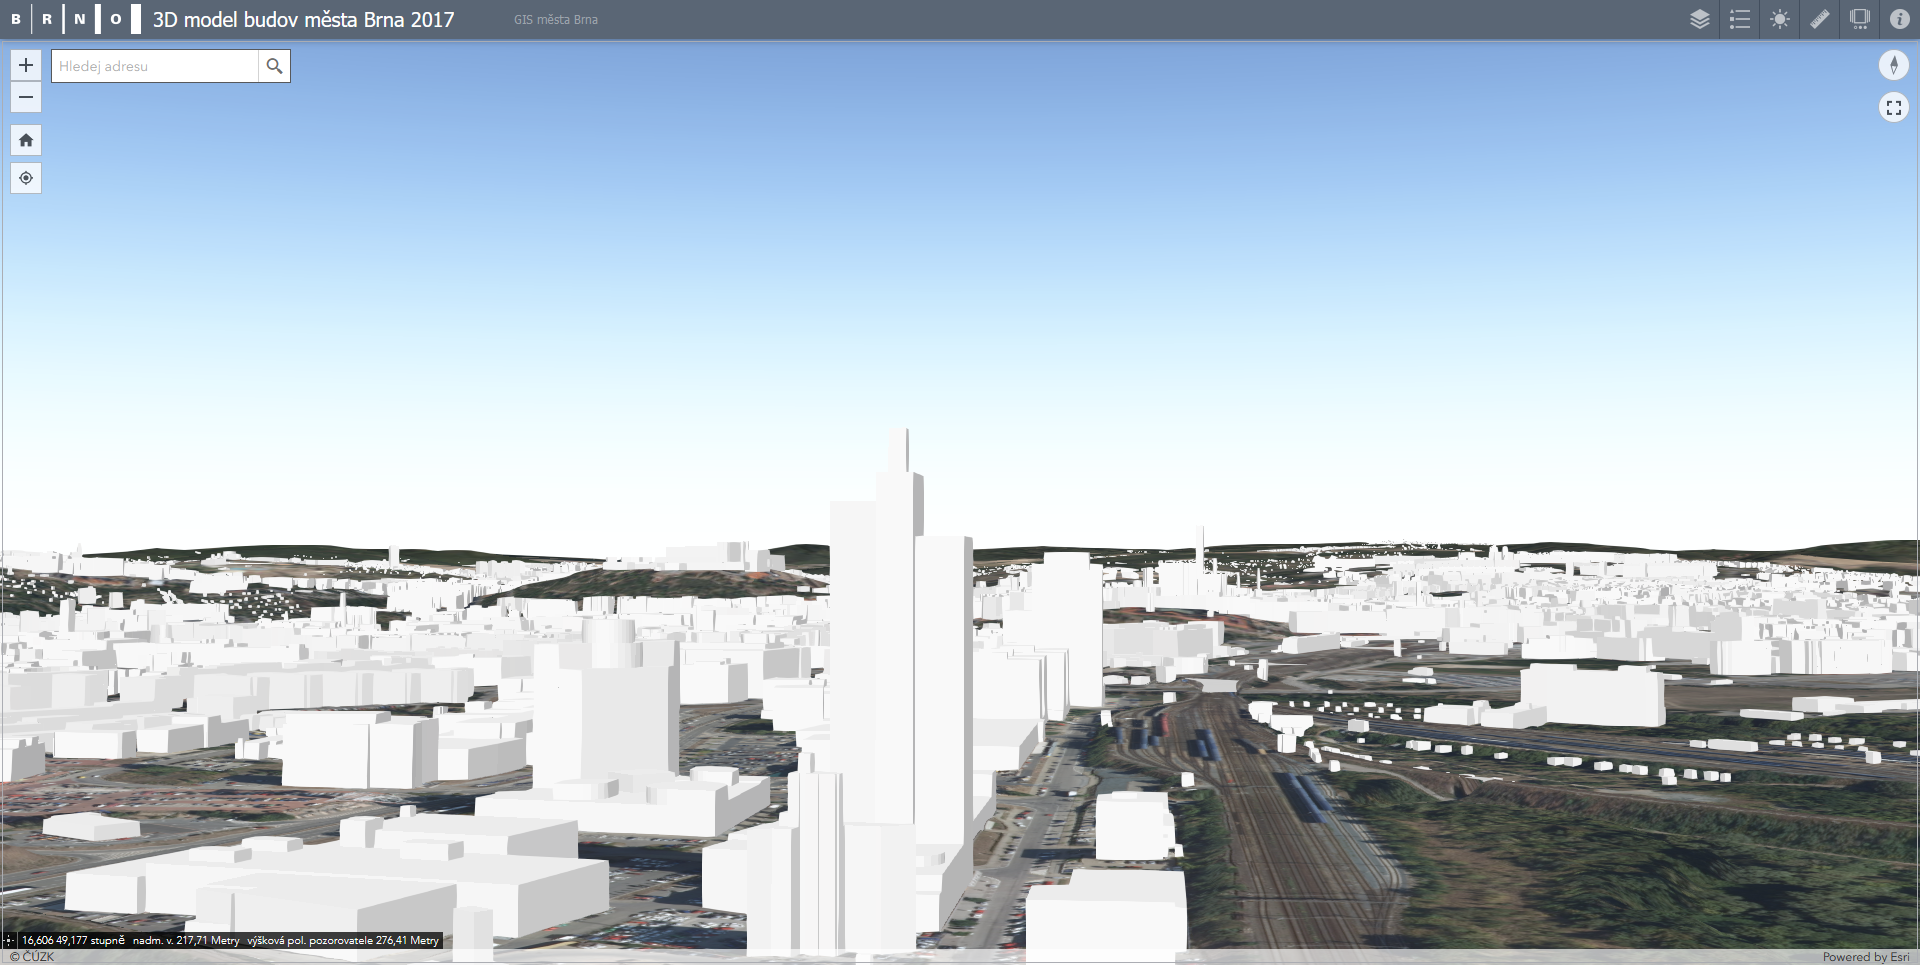 B R N O 3D model budov města Brna 2017 GIS města Brna
Hledej adresu
16,606 49,177 stupně nadm. v. 217,71 Metry výšková pol. pozorovatele 276,41 Metry
© ČÚZK Powered by Esri